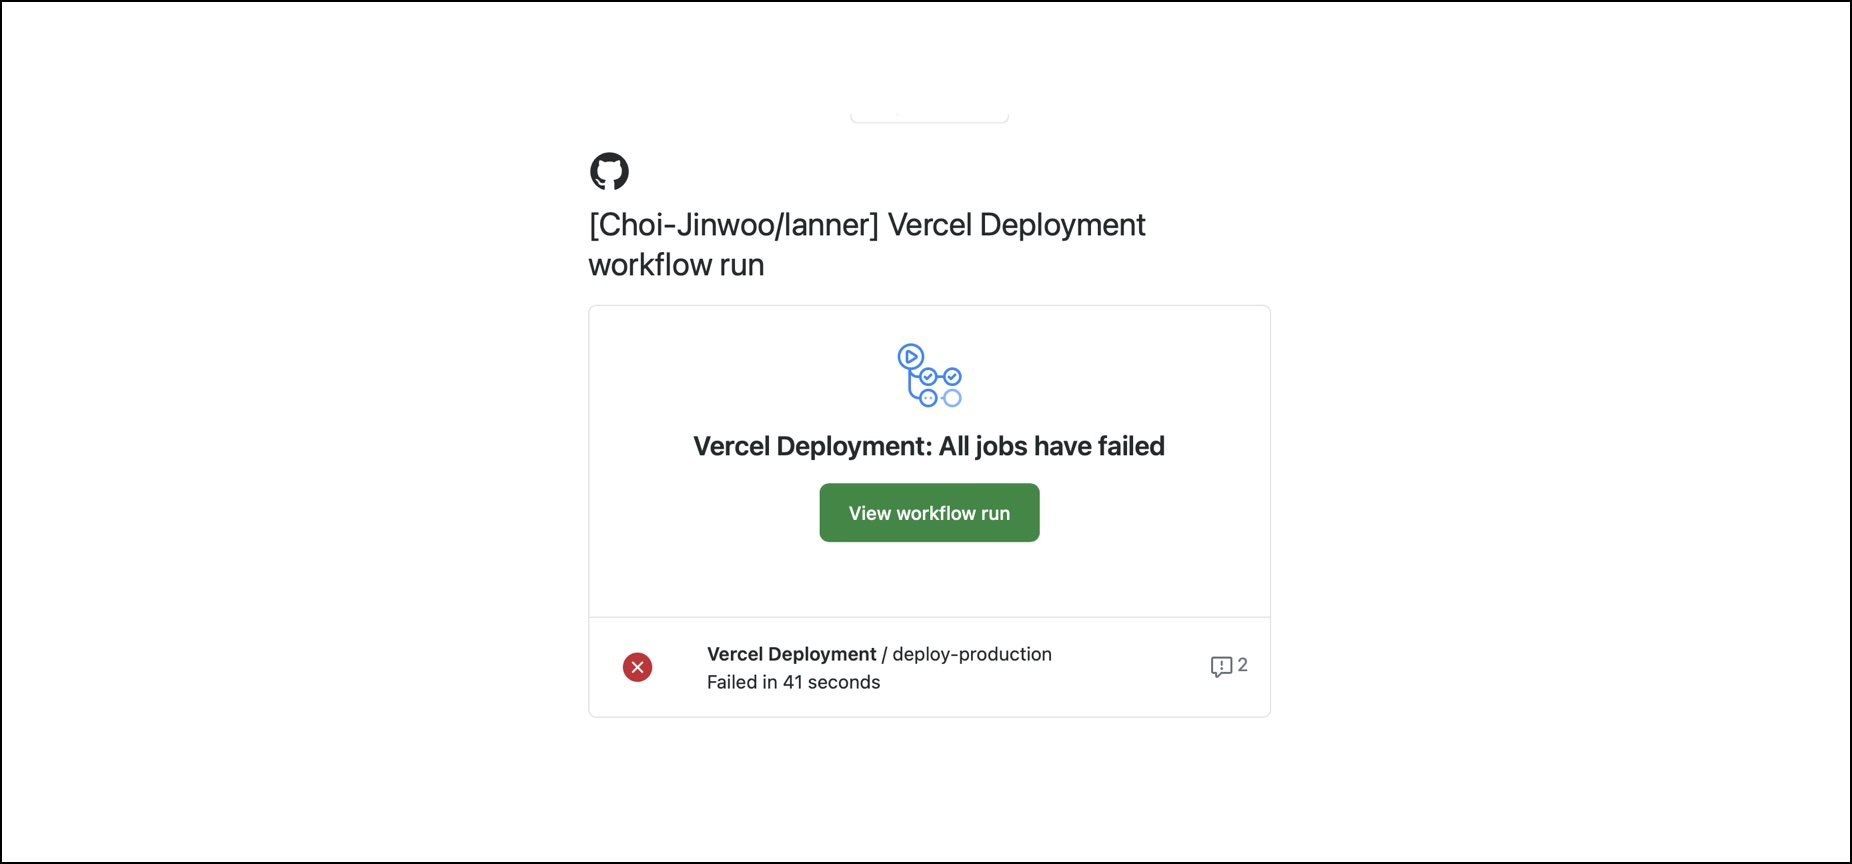 [Choi-Jinwoo/lanner] Vercel Deployment
workflow run
Vercel Deployment: All jobs have failed
View workflow run
Vercel Deployment / deploy-production
Failed in 41 seconds
2